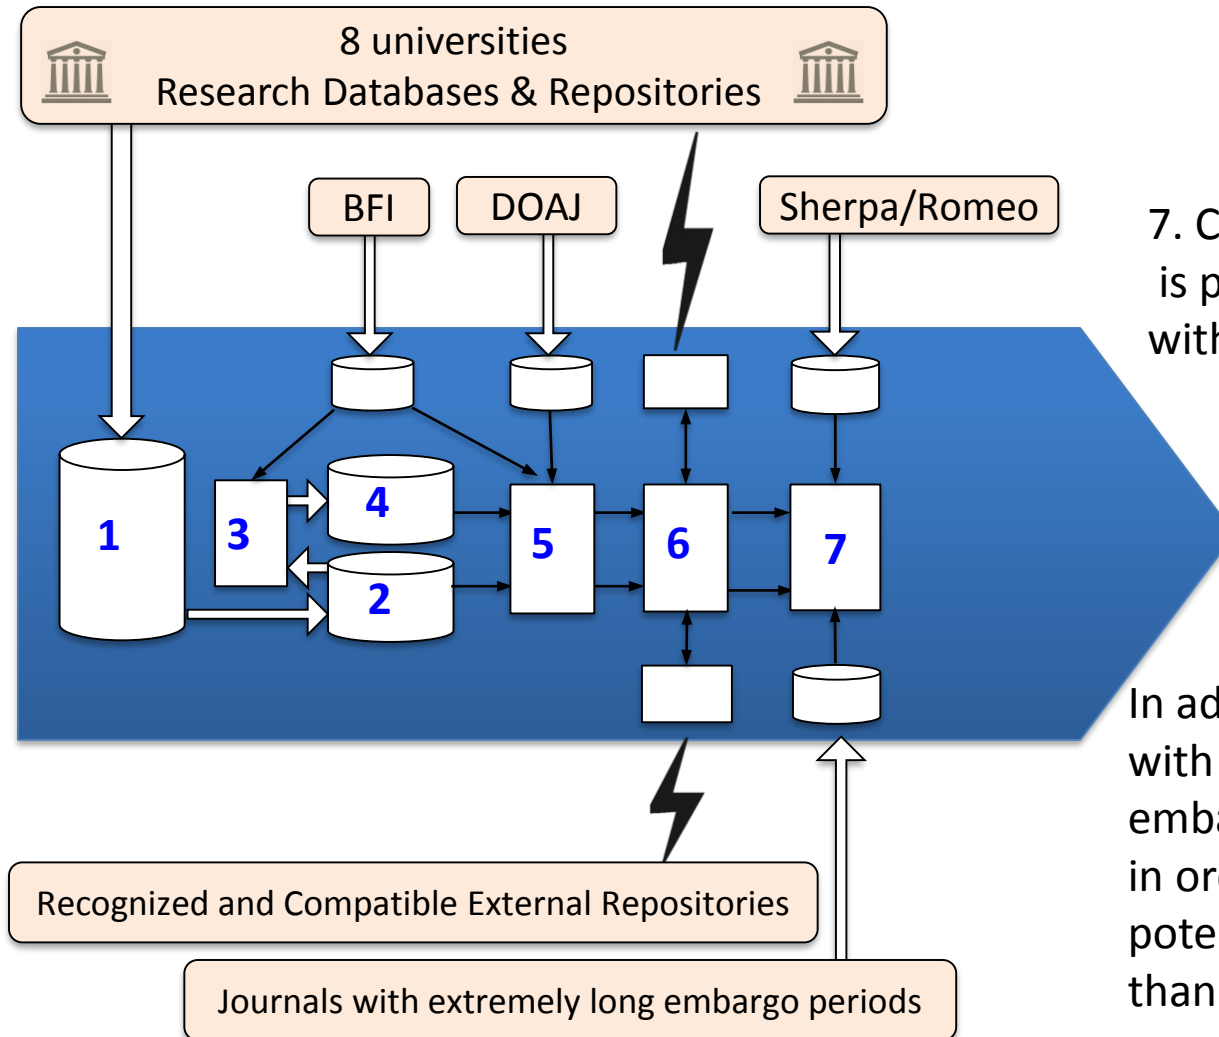 8 universities
Research Databases & Repositories
BFI
DOAJ
Sherpa/Romeo
7. C
is p
with
1
3
4
2
5
6
7
In ad
with
emba
in or
pote
than
Recognized and Compatible External Repositories
Journals with extremely long embargo periods